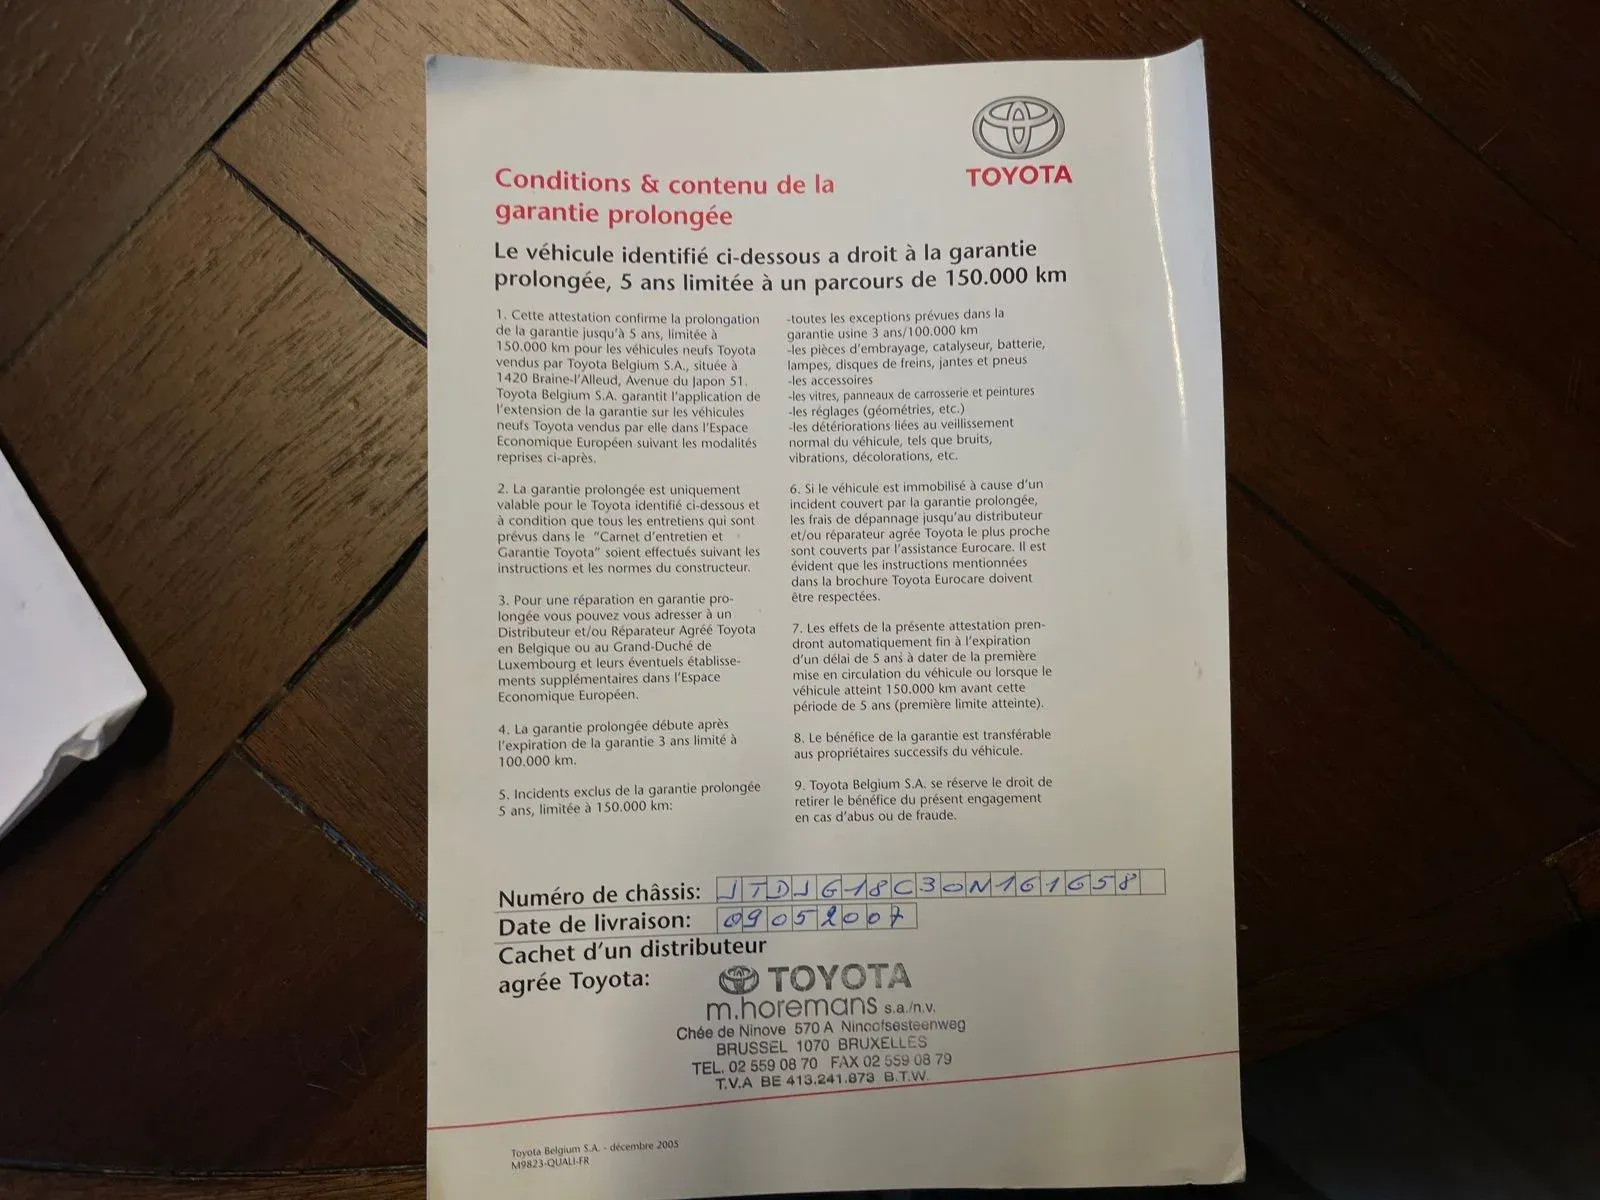 TOYOTA
Conditions & contenu de la
garantie prolongée
Le véhicule identifié ci-dessous a droit à la garantie
prolongée, 5 ans limitée à un parcours de 150.000 km
1. Cette attestation confirme la prolongation
de la garantie jusqu'à 5 ans, limitée à
150.000 km pour les véhicules neufs Toyota
vendus par Toyota Belgium S.A., située à
1420 Braine-l'Alleud, Avenue du Japon 51.
Toyota Belgium S.A. garantit l'application de
l'extension de la garantie sur les véhicules
neufs Toyota vendus par elle dans l'Espace
Economique Européen suivant les modalités
reprises ci-après.
2. La garantie prolongée est uniquement
valable pour le Toyota identifié ci-dessous et
à condition que tous les entretiens qui sont
prévus dans le "Carnet d'entretien et
Garantie Toyota" soient effectués suivant les
instructions et les normes du constructeur.
3. Pour une réparation en garantie pro-
longée vous pouvez vous adresser à un
Distributeur et/ou Réparateur Agréé Toyota
en Belgique ou au Grand-Duché de
Luxembourg et leurs éventuels établisse-
ments supplémentaires dans l'Espace
Economique Européen.
4. La garantie prolongée débute après
l'expiration de la garantie 3 ans limité à
100.000 km.
5. Incidents exclus de la garantie prolongée
5 ans, limitée à 150.000 km:
-toutes les exceptions prévues dans la
garantie usine 3 ans/100.000 km
-les pièces d'embrayage, catalyseur, batterie,
lampes, disques de freins, jantes et pneus
-les accessoires
-les vitres, panneaux de carrosserie et peintures
-les réglages (géométries, etc.)
-les détériorations liées au veillissement
normal du véhicule, tels que bruits,
vibrations, décolorations, etc.
6. Si le véhicule est immobilisé à cause d'un
incident couvert par la garantie prolongée,
les frais de dépannage jusqu'au distributeur
et/ou réparateur agrée Toyota le plus proche
sont couverts par l'assistance Eurocare. Il est
évident que les instructions mentionnées
dans la brochure Toyota Eurocare doivent
être respectées.
7. Les effets de la présente attestation pren-
dront automatiquement fin à l'expiration
d'un délai de 5 ans à dater de la première
mise en circulation du véhicule ou lorsque le
véhicule atteint 150.000 km avant cette
période de 5 ans (première limite atteinte).
8. Le bénéfice de la garantie est transférable
aus propriétaires successifs du véhicule.
9. Toyota Belgium S.A. se réserve le droit de
retirer le bénéfice du présent engagement
en cas d'abus ou de fraude.
Numéro de châssis: JTDJG18C30N161658
Date de livraison: 09052007
Cachet d'un distributeur
agrée Toyota:
TOYOTA
m.horemans s.a./n.v.
Chée de Ninove 570 A Ninoofsesteenweg
BRUSSEL 1070 BRUXELLES
TEL. 02 559 08 70 FAX 02 559 08 79
T.V.A BE 413.241.873 B.T.W.
Toyota Belgium S.A. - décembre 2005
M9823-QUALI-FR